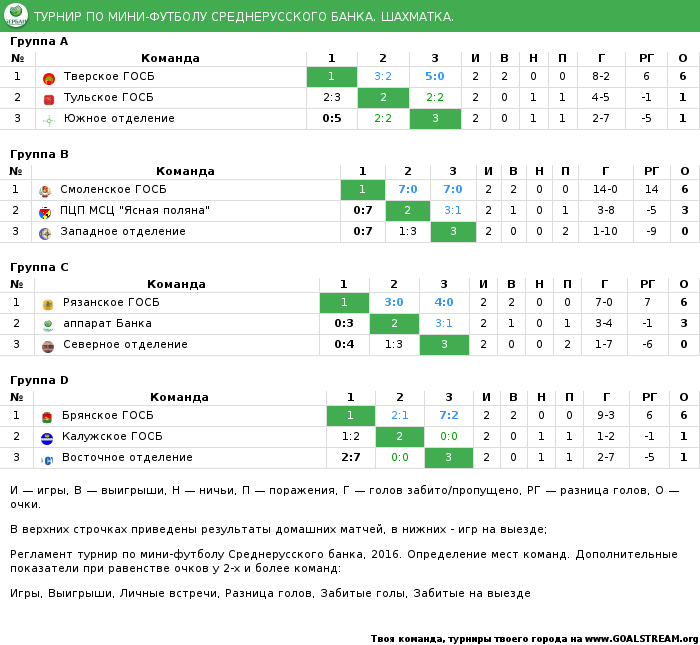 ТУРНИР ПО МИНИ-ФУТБОЛУ СРЕДНЕРУССКОГО БАНКА. ШАХМАТКА.
Группа A
№ Команда 1 2 3 И В Н П Г РГ О
1 Тверское ГОСБ 1 3:2 5:0 2 2 0 0 8-2 6 6
2 Тульское ГОСБ 2:3 2 2:2 2 0 1 1 4-5 -1 1
3 Южное отделение 0:5 2:2 3 2 0 1 1 2-7 -5 1
Группа B
№ Команда 1 2 3 И В Н П Г РГ О
1 Смоленское ГОСБ 1 7:0 7:0 2 2 0 0 14-0 14 6
2 ПЦП МСЦ "Ясная поляна" 0:7 2 3:1 2 1 0 1 3-8 -5 3
3 Западное отделение 0:7 1:3 3 2 0 0 2 1-10 -9 0
Группа C
№ Команда 1 2 3 И В Н П Г РГ О
1 Рязанское ГОСБ 1 3:0 4:0 2 2 0 0 7-0 7 6
2 аппарат Банка 0:3 2 3:1 2 1 0 1 3-4 -1 3
3 Северное отделение 0:4 1:3 3 2 0 0 2 1-7 -6 0
Группа D
№ Команда 1 2 3 И В Н П Г РГ О
1 Брянское ГОСБ 1 2:1 7:2 2 2 0 0 9-3 6 6
2 Калужское ГОСБ 1:2 2 0:0 2 0 1 1 1-2 -1 1
3 Восточное отделение 2:7 0:0 3 2 0 1 1 2-7 -5 1
И — игры, В — выигрыши, Н — ничьи, П — поражения, Г — голов забито/пропущено, РГ — разница голов, О —
очки.
В верхних строчках приведены результаты домашних матчей, в нижних - игр на выезде;
Регламент турнир по мини-футболу Среднерусского банка, 2016. Определение мест команд. Дополнительные
показатели при равенстве очков у 2-х и более команд:
Игры, Выигрыши, Личные встречи, Разница голов, Забитые голы, Забитые на выезде
Твоя команда, турниры твоего города на www.GOALSTREAM.org